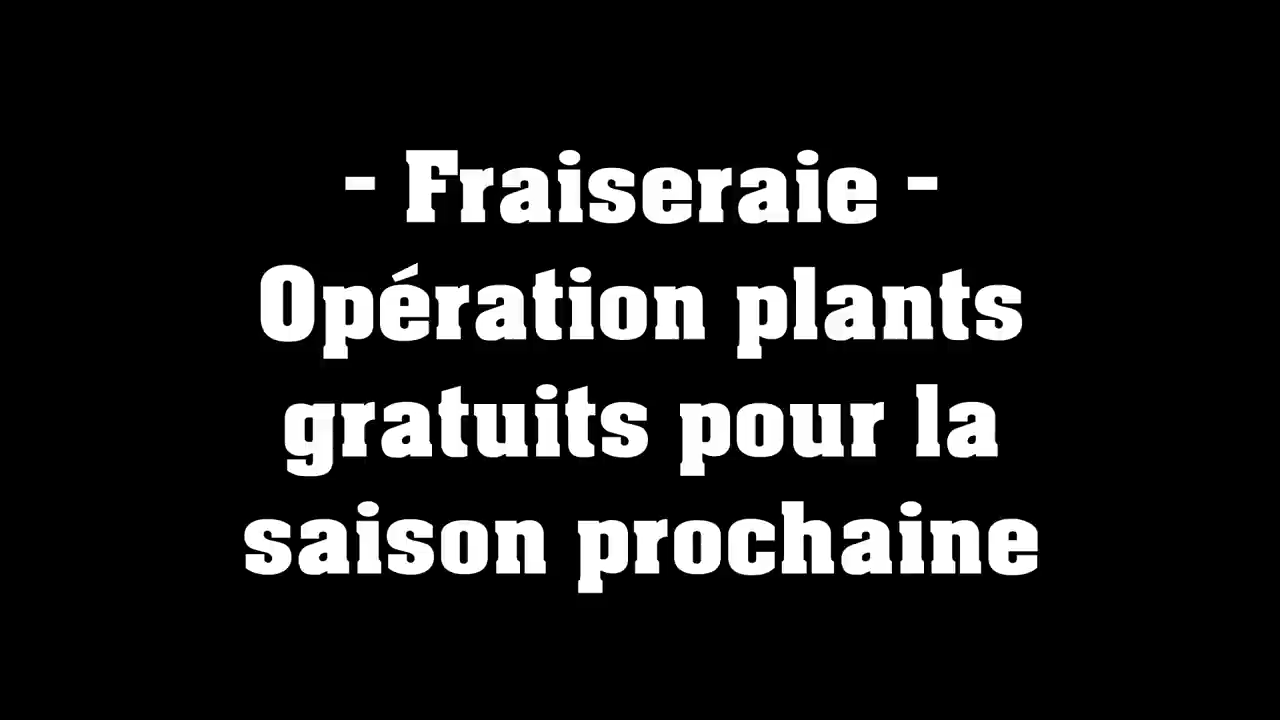 - Fraiseraie -
Opération plants
gratuits pour la
saison prochaine